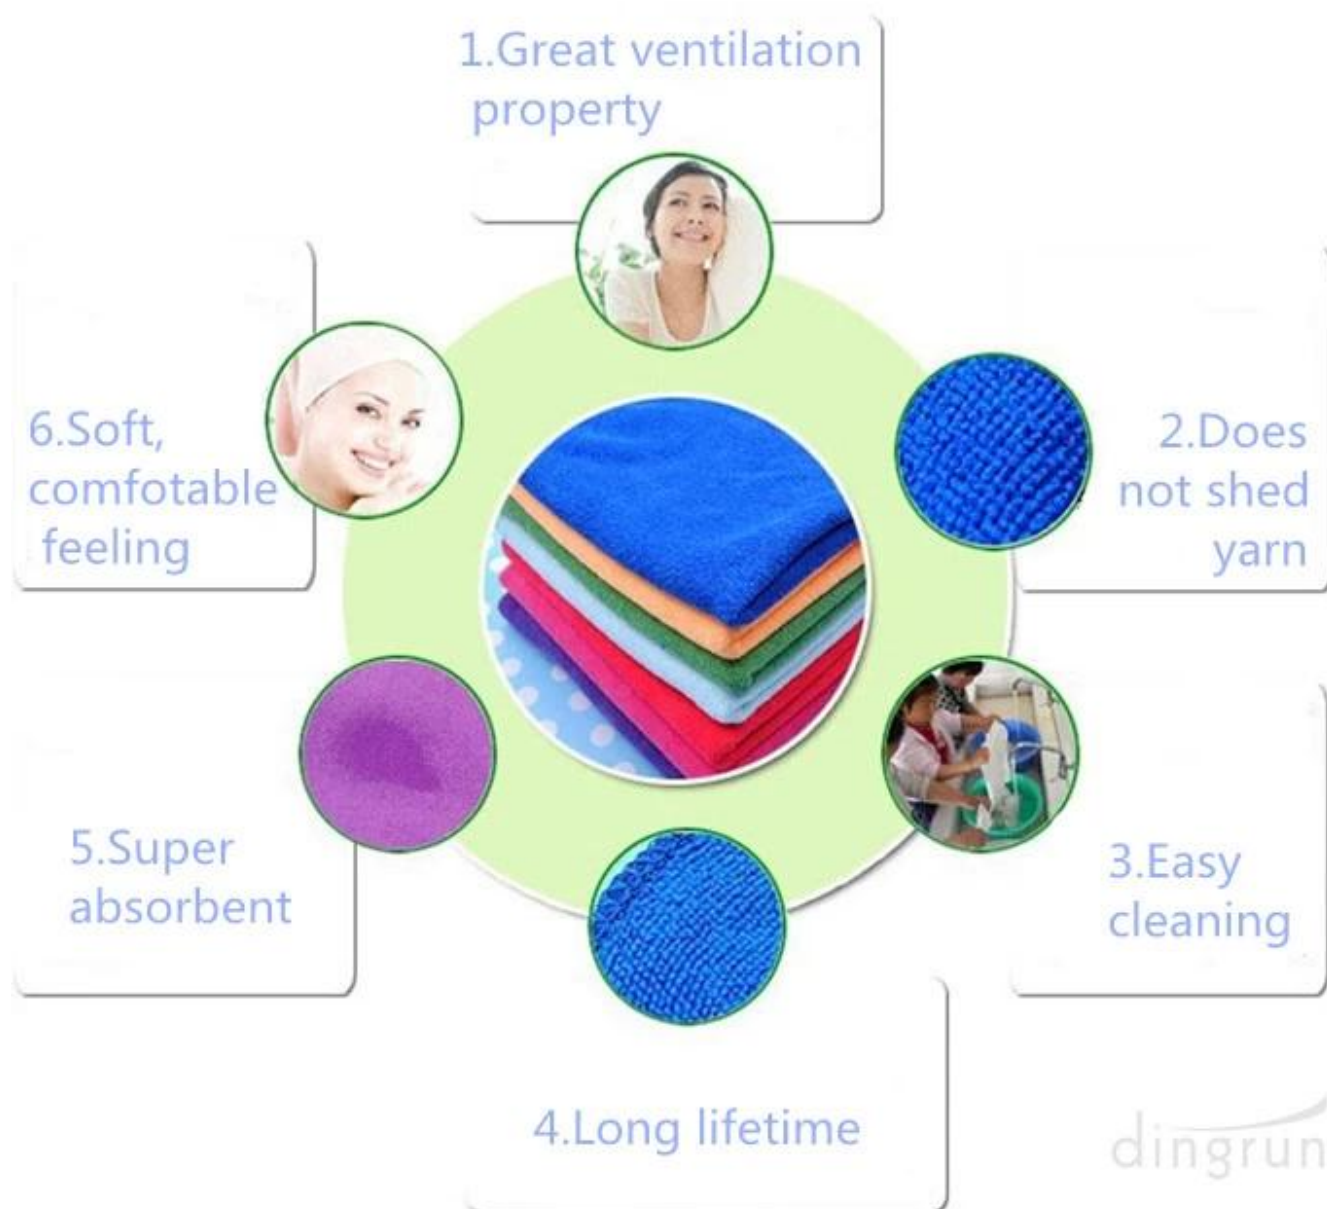 1.Great ventilation
property
2.Does
not shed
yarn
3.Easy
cleaning
4.Long lifetime
5.Super
absorbent
6.Soft,
comfotable
feeling
dingrun